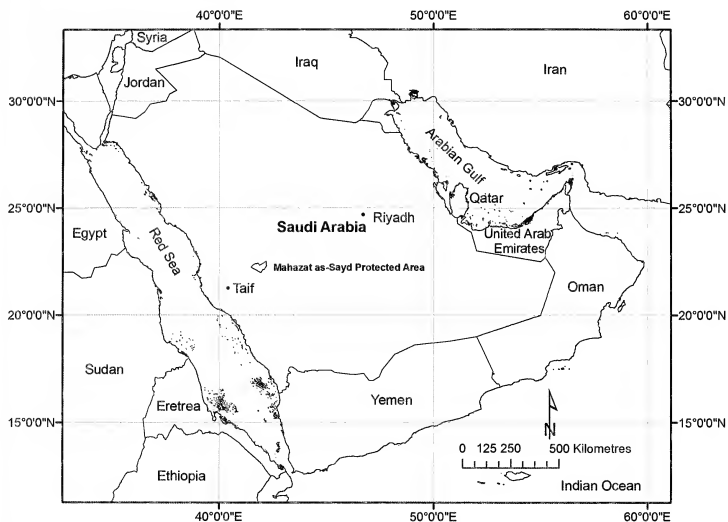 40°0'0"E 50°0'0"E 60°0'0"E
Syria
Jordan
Iraq
Iran
30°0'0"N 30°0'0"N
Arabian Gulf
Qatar
25°0'0"N 25°0'0"N
Riyadh
Saudi Arabia
Egypt
Red Sea
United Arab
Emirates
Mahazat as-Sayd Protected Area
Taif
Oman
20°0'0"N 20°0'0"N
Sudan
Eretrea
Yemen
15°0'0"N 15°0'0"N
N
0 125 250 500 Kilometres
Ethiopia
Indian Ocean
40°0'0"E 50°0'0"E 60°0'0"E